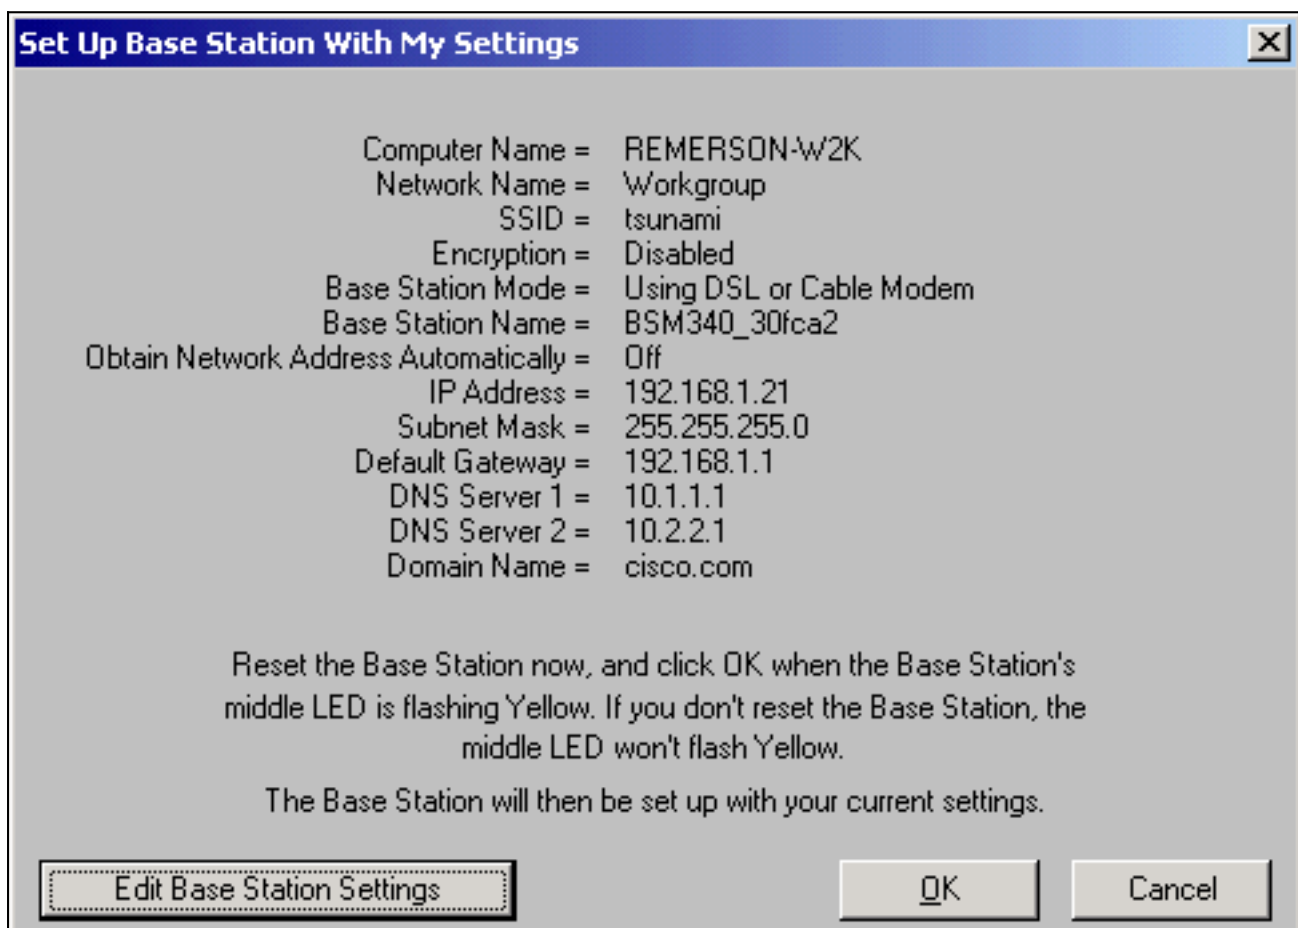 Set Up Base Station With My Settings
Computer Name = REMERSON-W2K
Network Name = Workgroup
SSID = tsunami
Encryption = Disabled
Base Station Mode = Using DSL or Cable Modem
Base Station Name = BSM340_30fca2
Obtain Network Address Automatically = Off
IP Address = 192.168.1.21
Subnet Mask = 255.255.255.0
Default Gateway = 192.168.1.1
DNS Server 1 = 10.1.1.1
DNS Server 2 = 10.2.2.1
Domain Name = cisco.com
Reset the Base Station now, and click OK when the Base Station's
middle LED is flashing Yellow. If you don't reset the Base Station, the
middle LED won't flash Yellow.
The Base Station will then be set up with your current settings.
Edit Base Station Settings OK Cancel